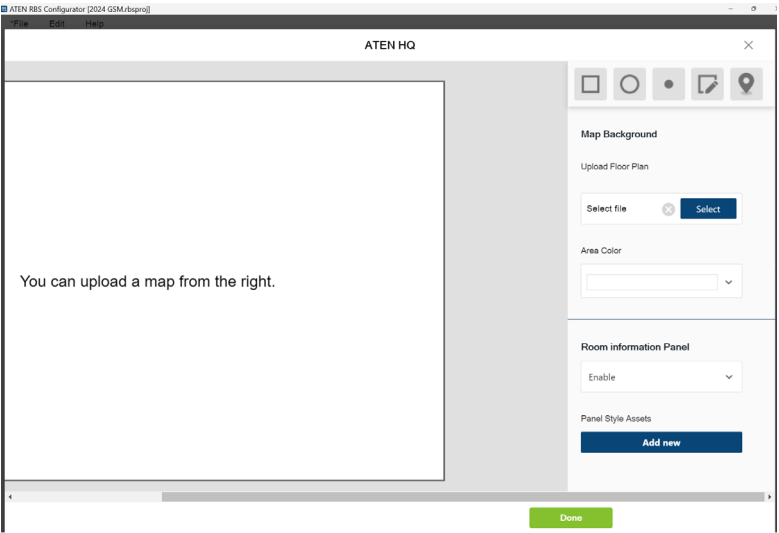 ATEN RBS Configurator [2024 GSM.rbsproj]
*File Edit Help
ATEN HQ
Map Background
Upload Floor Plan
Select file Select
Area Color
You can upload a map from the right.
Room information Panel
Enable
Panel Style Assets
Add new
Done